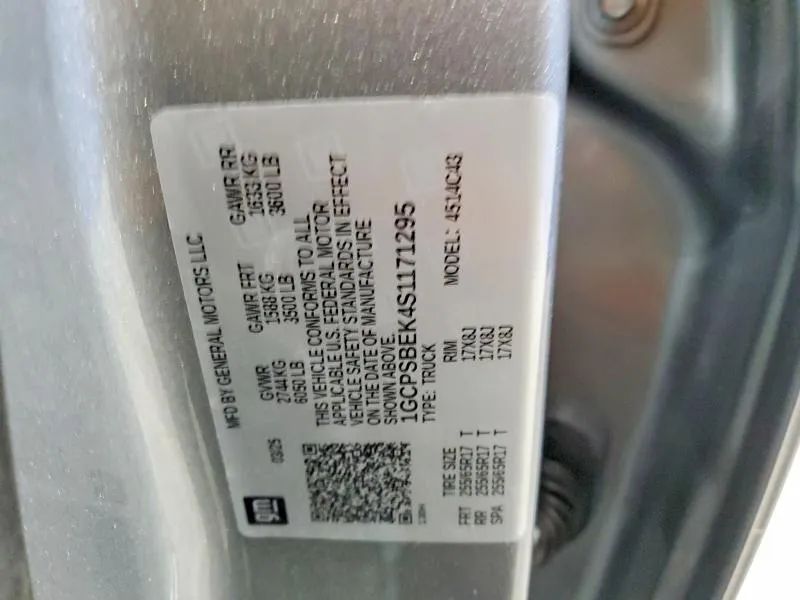 MFD BY GENERAL MOTORS LLC
gm
03/25
GVWR GAWR FRT GAWR RR
2744 KG 1588 KG 1633 KG
6050 LB 3500 LB 3600 LB
THIS VEHICLE CONFORMS TO ALL
APPLICABLE U.S. FEDERAL MOTOR
VEHICLE SAFETY STANDARDS IN EFFECT
ON THE DATE OF MANUFACTURE
SHOWN ABOVE.
1GCPSBEK4S1171295
TYPE: TRUCK MODEL: 4S14C43
TIRE SIZE RIM
FRT 255/65R17 T 17X8J
RR 255/65R17 T 17X8J
SPA 255/65R17 T 17X8J